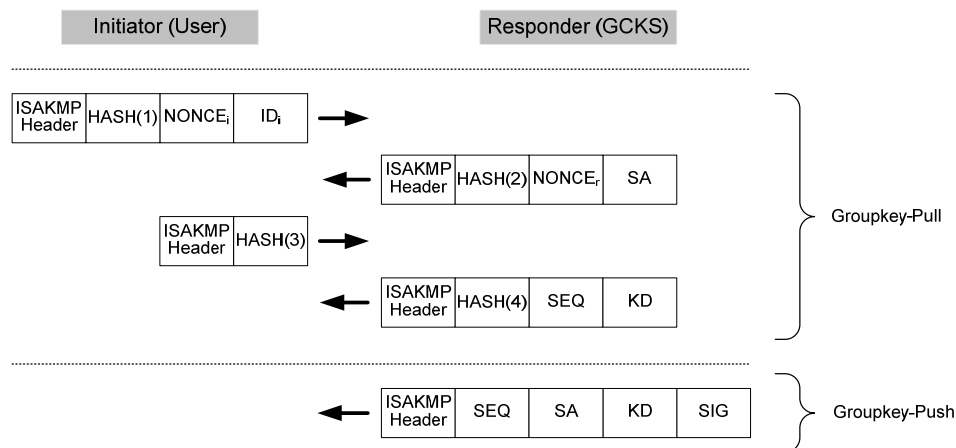 Initiator (User)
Responder (GCKS)
ISAKMP Header
HASH(1)
NONCEi
IDi
ISAKMP Header
HASH(2)
NONCEr
SA
Groupkey-Pull
ISAKMP Header
HASH(3)
ISAKMP Header
HASH(4)
SEQ
KD
ISAKMP Header
SEQ
SA
KD
SIG
Groupkey-Push